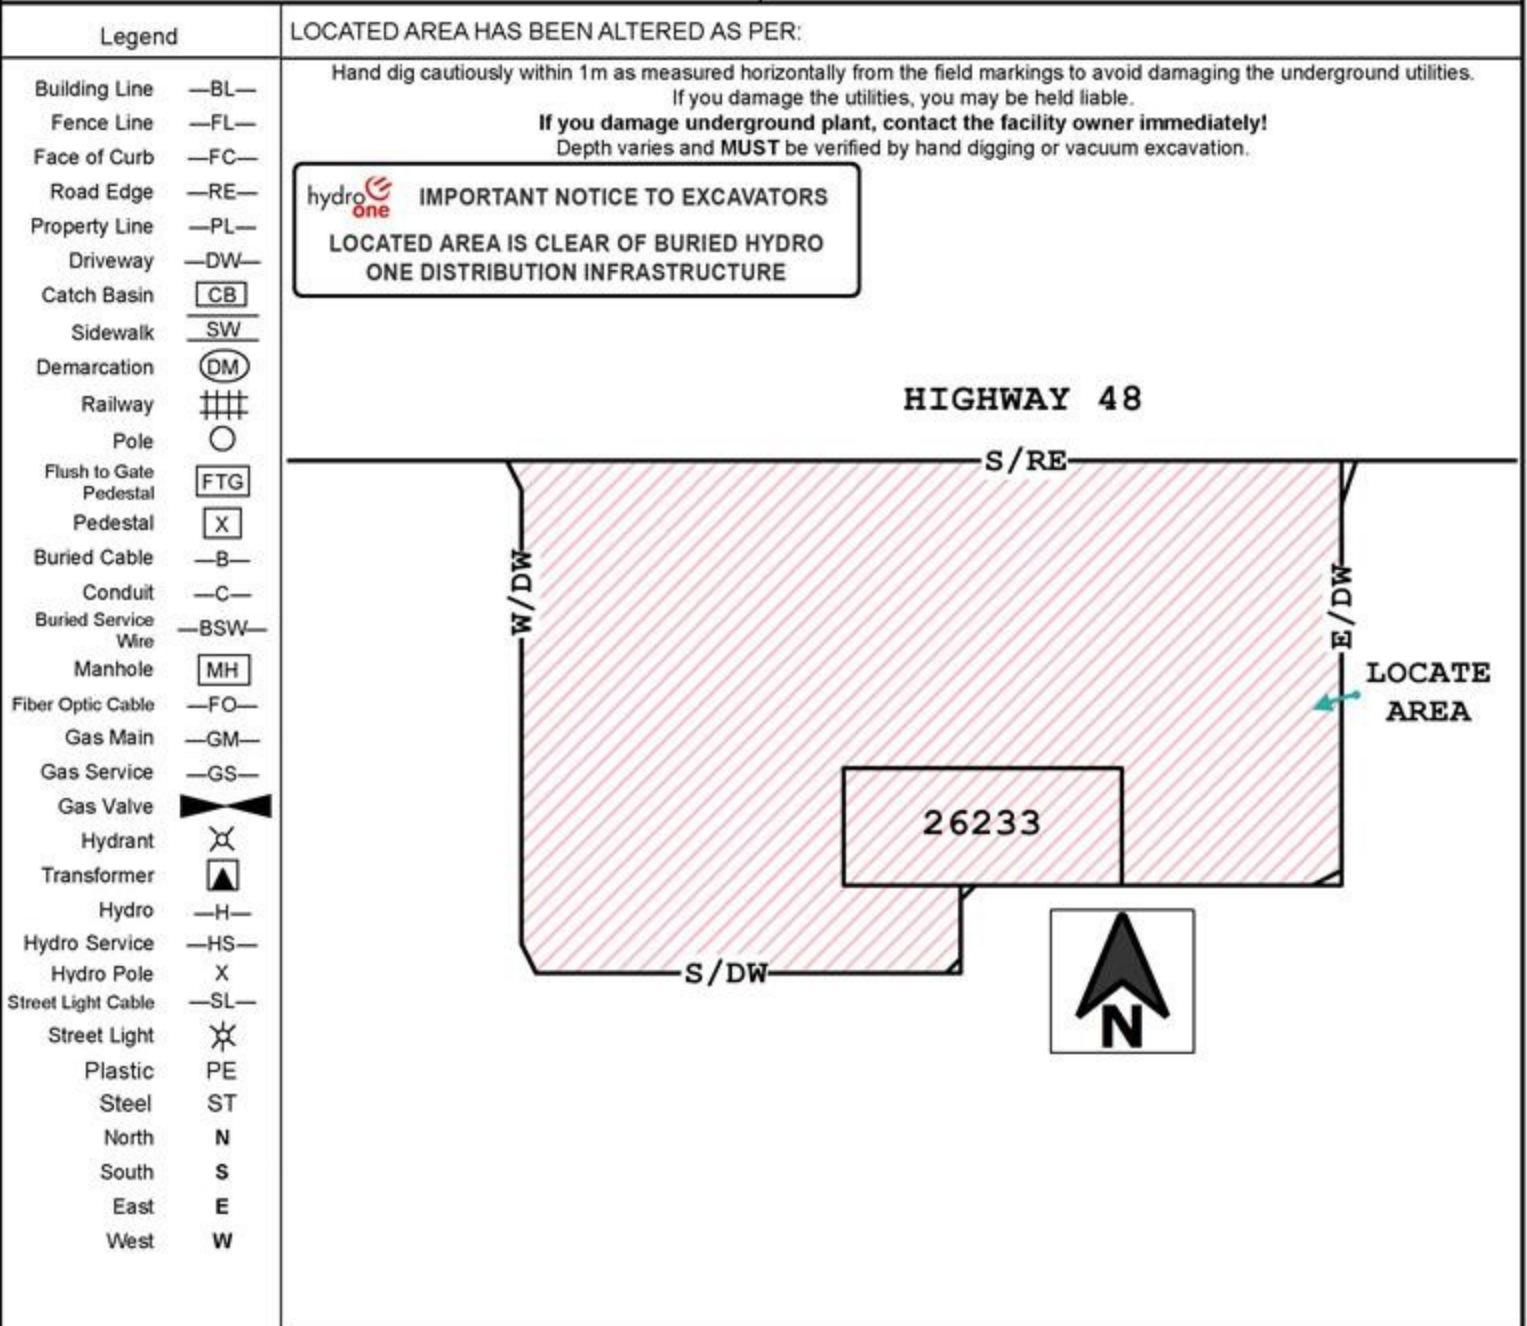 Legend
LOCATED AREA HAS BEEN ALTERED AS PER:
Building Line —BL—
Fence Line —FL—
Face of Curb —FC—
Road Edge —RE—
Property Line —PL—
Driveway —DW—
Catch Basin CB
Sidewalk SW
Demarcation DM
Railway
Pole
Flush to Gate
Pedestal FTG
Pedestal X
Buried Cable —B—
Conduit —C—
Buried Service
Wire —BSW—
Manhole MH
Fiber Optic Cable —FO—
Gas Main —GM—
Gas Service —GS—
Gas Valve
Hydrant
Transformer
Hydro —H—
Hydro Service —HS—
Hydro Pole X
Street Light Cable —SL—
Street Light
Plastic PE
Steel ST
North N
South S
East E
West W
Hand dig cautiously within 1m as measured horizontally from the field markings to avoid damaging the underground utilities.
If you damage the utilities, you may be held liable.
If you damage underground plant, contact the facility owner immediately!
Depth varies and MUST be verified by hand digging or vacuum excavation.
hydro
one
IMPORTANT NOTICE TO EXCAVATORS
LOCATED AREA IS CLEAR OF BURIED HYDRO
ONE DISTRIBUTION INFRASTRUCTURE
HIGHWAY 48
S/RE
W/DW
E/DW
LOCATE
AREA
26233
S/DW
N